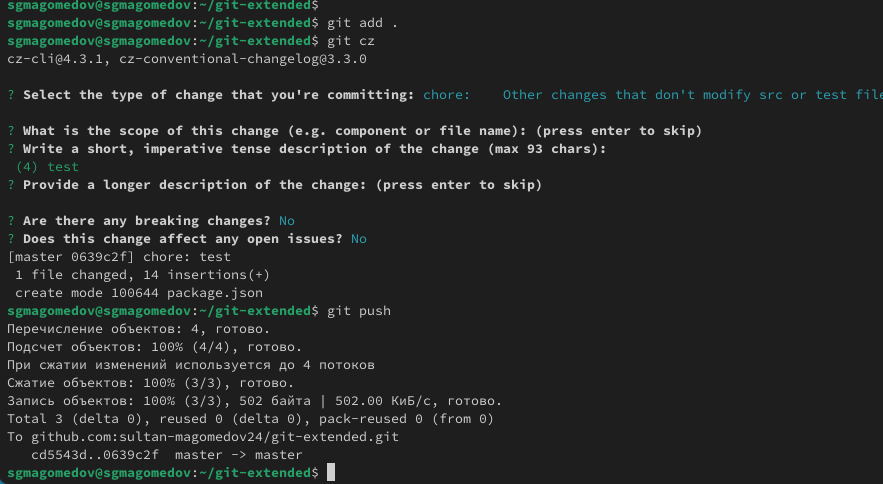 sgmagomedov@sgmagomedov:~/git-extended$
sgmagomedov@sgmagomedov:~/git-extended$ git add .
sgmagomedov@sgmagomedov:~/git-extended$ git cz
cz-cli@4.3.1, cz-conventional-changelog@3.3.0
? Select the type of change that you're committing: chore:    Other changes that don't modify src or test file
? What is the scope of this change (e.g. component or file name): (press enter to skip)
? Write a short, imperative tense description of the change (max 93 chars):
 (4) test
? Provide a longer description of the change: (press enter to skip)
? Are there any breaking changes? No
? Does this change affect any open issues? No
[master 0639c2f] chore: test
 1 file changed, 14 insertions(+)
 create mode 100644 package.json
sgmagomedov@sgmagomedov:~/git-extended$ git push
Перечисление объектов: 4, готово.
Подсчет объектов: 100% (4/4), готово.
При сжатии изменений используется до 4 потоков
Сжатие объектов: 100% (3/3), готово.
Запись объектов: 100% (3/3), 502 байта | 502.00 КиБ/с, готово.
Total 3 (delta 0), reused 0 (delta 0), pack-reused 0 (from 0)
To github.com:sultan-magomedov24/git-extended.git
   cd5543d..0639c2f  master -> master
sgmagomedov@sgmagomedov:~/git-extended$